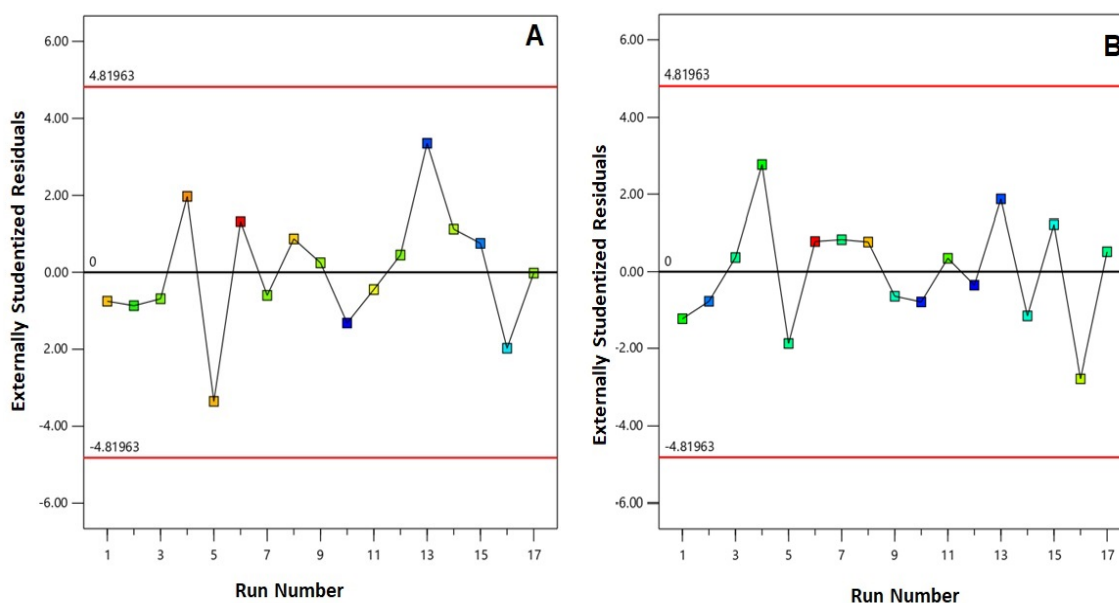 A
Externally Studentized Residuals
6.00
4.81963
4.00
2.00
0.00
0
-2.00
-4.00
-4.81963
-6.00
1 3 5 7 9 11 13 15 17
Run Number
B
Externally Studentized Residuals
6.00
4.81963
4.00
2.00
0.00
0
-2.00
-4.00
-4.81963
-6.00
1 3 5 7 9 11 13 15 17
Run Number